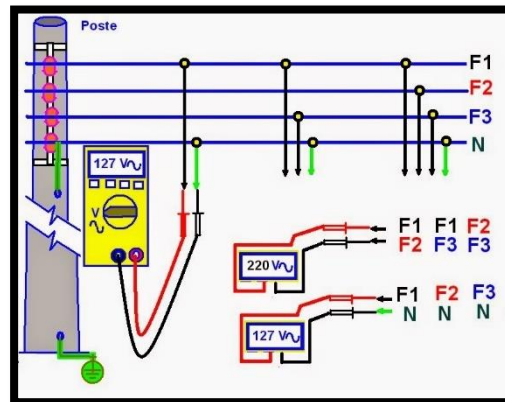 Poste
F1
F2
F3
N
127 V
V
220 V
F1 F1 F2
F2 F3 F3
127 V
F1 F2 F3
N N N